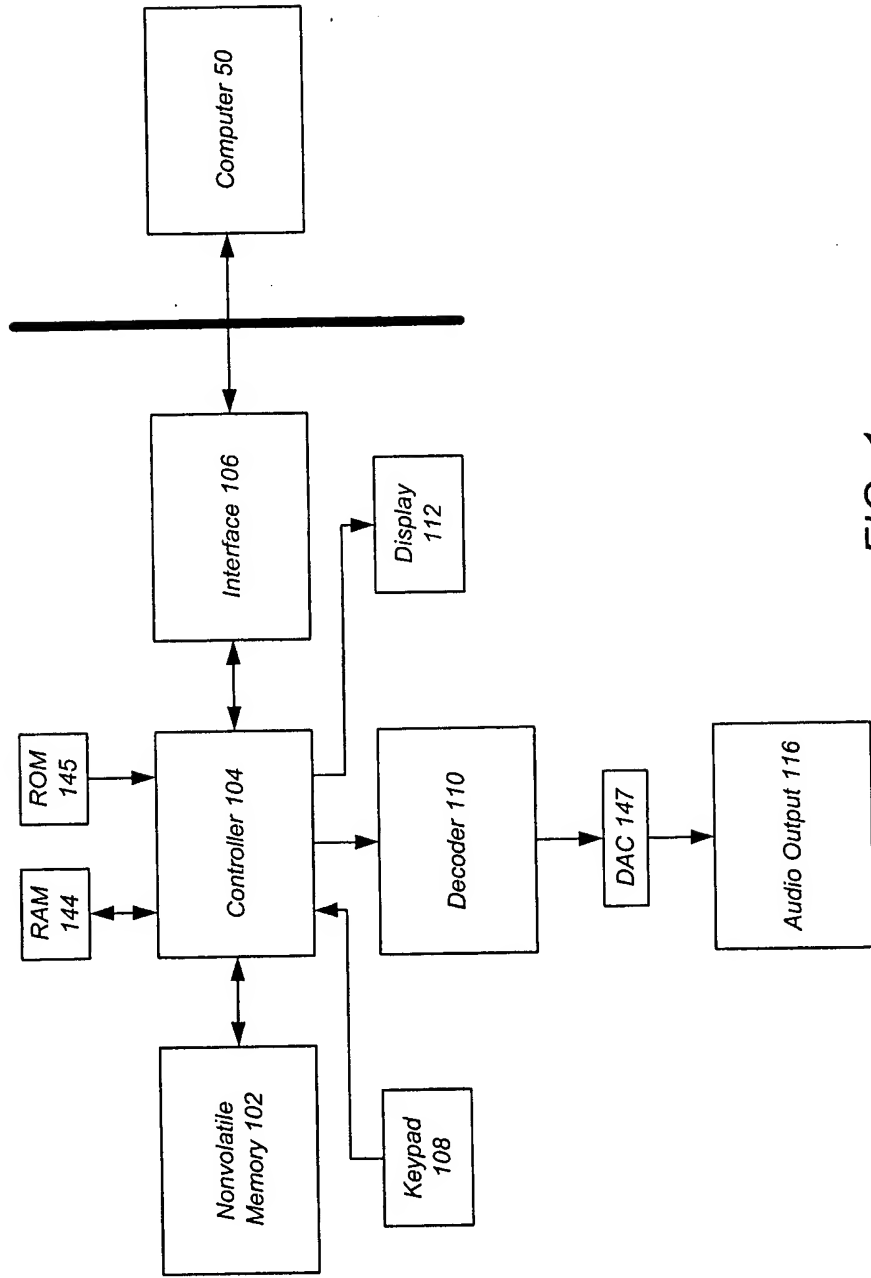 RAM
144
ROM
145
Nonvolatile
Memory 102
Controller 104
Interface 106
Computer 50
Keypad
108
Decoder 110
Display
112
DAC 147
Audio Output 116
FIG.